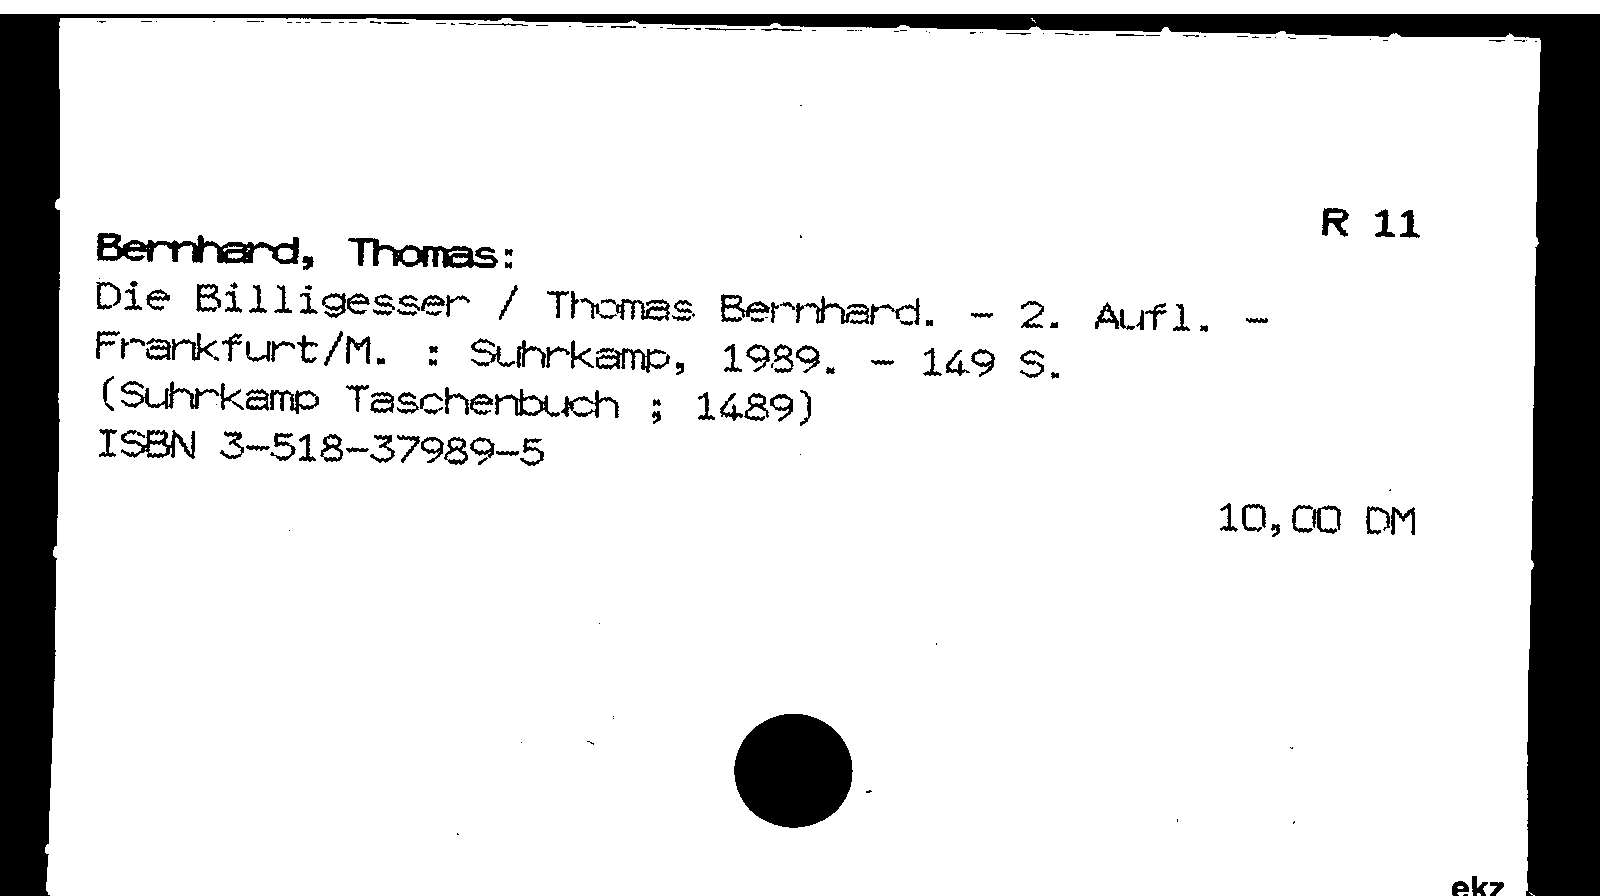 R 11
Bernhard, Thomas:
Die Billigesser / Thomas Bernhard. - 2. Aufl. -
Frankfurt/M. : Suhrkamp, 1989. - 149 S.
(Suhrkamp Taschenbuch ; 1489)
ISBN 3-518-37989-5
10,00 DM
ekz